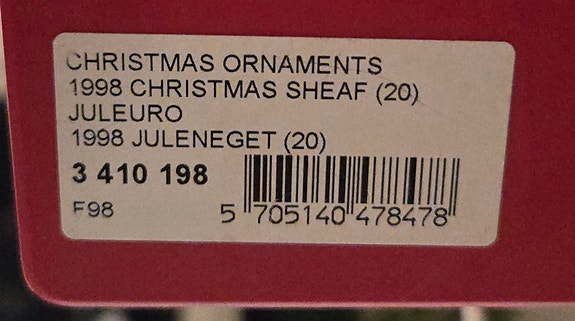 CHRISTMAS ORNAMENTS
1998 CHRISTMAS SHEAF (20)
JULEURO
1998 JULENEGET (20)
3 410 198
F98
5 705140 478478